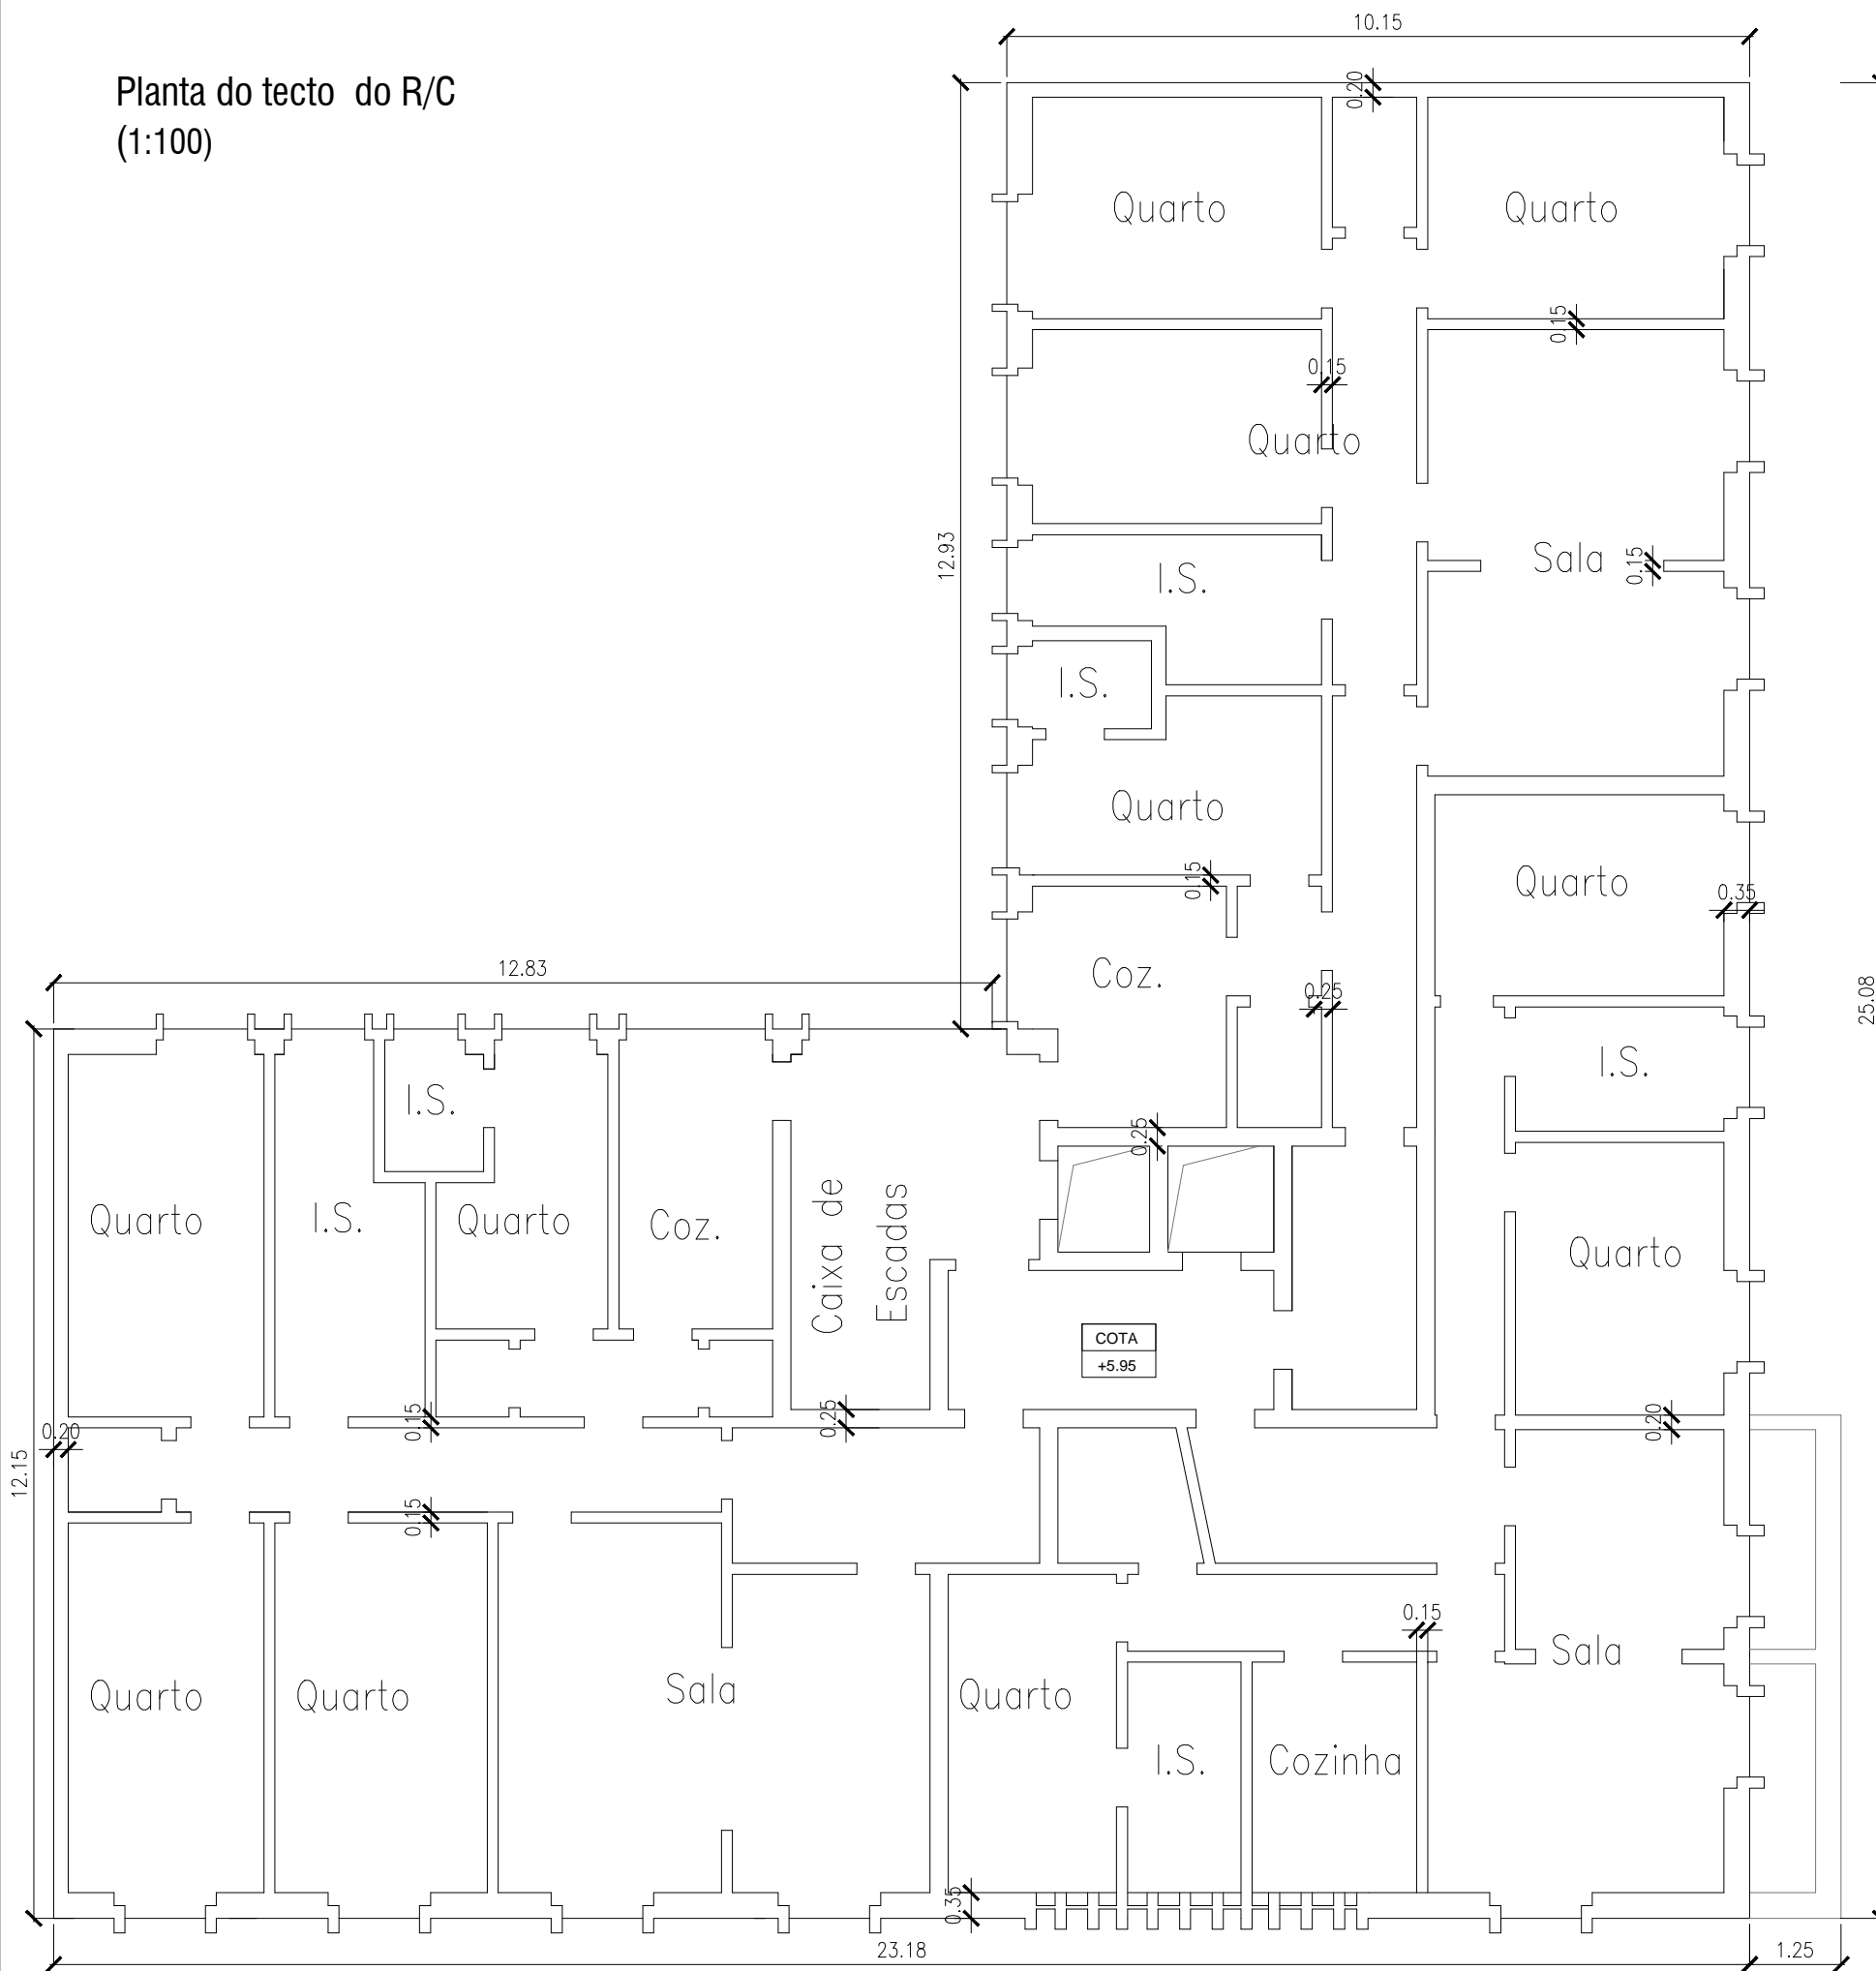 10.15
Planta do tecto  do R/C
(1:100)
0.20
Quarto
Quarto
0.15
0.15
Quarto
12.93
Sala
0.15
I.S.
I.S.
Quarto
0.15
Quarto
0.35
12.83
Coz.
0.25
25.08
I.S.
I.S.
0.25
Quarto
I.S.
Quarto
Coz.
Caixa de
Escadas
Quarto
COTA
+5.95
0.20
0.15
0.25
0.20
12.15
0.15
0.15
Quarto
Quarto
Sala
Quarto
Sala
I.S.
Cozinha
0.35
23.18
1.25